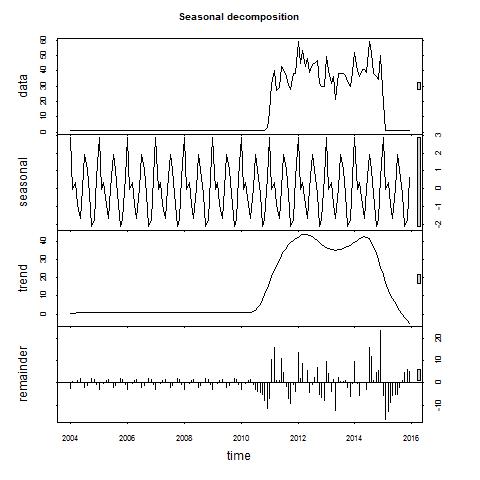 Seasonal decomposition
data
0 10 20 30 40 50 60
seasonal
-2 -1 0 1 2 3
trend
0 10 20 30 40
remainder
-10 0 10 20
2004 2006 2008 2010 2012 2014 2016
time